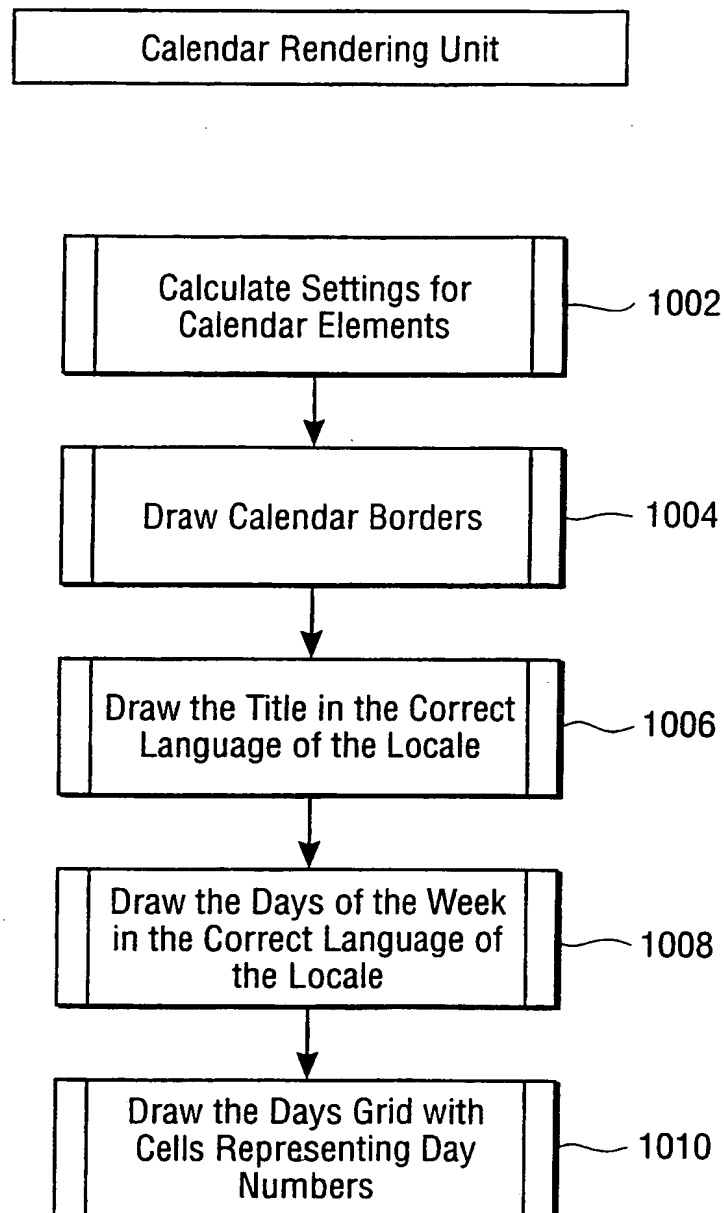 Calendar Rendering Unit
Calculate Settings for
Calendar Elements
1002
Draw Calendar Borders
1004
Draw the Title in the Correct
Language of the Locale
1006
Draw the Days of the Week
in the Correct Language of
the Locale
1008
Draw the Days Grid with
Cells Representing Day
Numbers
1010